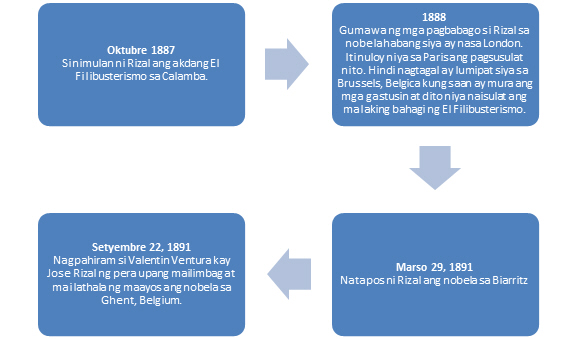 Oktubre 1887
Sinimulan ni Rizal ang akdang El
Filibusterismo sa Calamba.
1888
Gumawa ng mga pagbabago si Rizal sa
nobela habang siya ay nasa London.
Itinuloy niya sa Paris ang pagsusulat
nito. Hindi nagtagal ay lumipat siya sa
Brussels, Belgica kung saan ay mura ang
mga gastusin at dito niya naisulat ang
malaking bahagi ng El Filibusterismo.
Marso 29, 1891
Natapos ni Rizal ang nobela sa Biarritz
Setyembre 22, 1891
Nagpahiram si Valentin Ventura kay
Jose Rizal ng pera upang mailimbag at
mailathala ng maayos ang nobela sa
Ghent, Belgium.